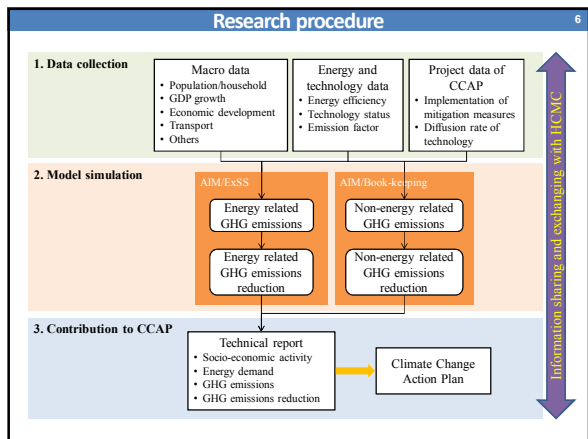 Research procedure
6
1. Data collection
Macro data
• Population/household
• GDP growth
• Economic development
• Transport
• Others
Energy and
technology data
• Energy efficiency
• Technology status
• Emission factor
Project data of
CCAP
• Implementation of
mitigation measures
• Diffusion rate of
technology
2. Model simulation
AIM/ExSS
Energy related
GHG emissions
Energy related
GHG emissions
reduction
AIM/Book-keeping
Non-energy related
GHG emissions
Non-energy related
GHG emissions
reduction
3. Contribution to CCAP
Technical report
• Socio-economic activity
• Energy demand
• GHG emissions
• GHG emissions reduction
Climate Change
Action Plan
Information sharing and exchanging with HCMC